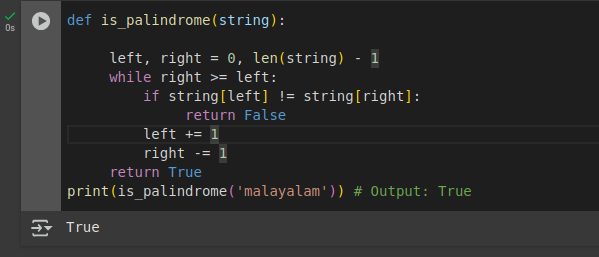 def is_palindrome(string):
left, right = 0, len(string) - 1
while right >= left:
if string[left] != string[right]:
return False
left += 1
right -= 1
return True
print(is_palindrome('malayalam')) # Output: True
0s
True